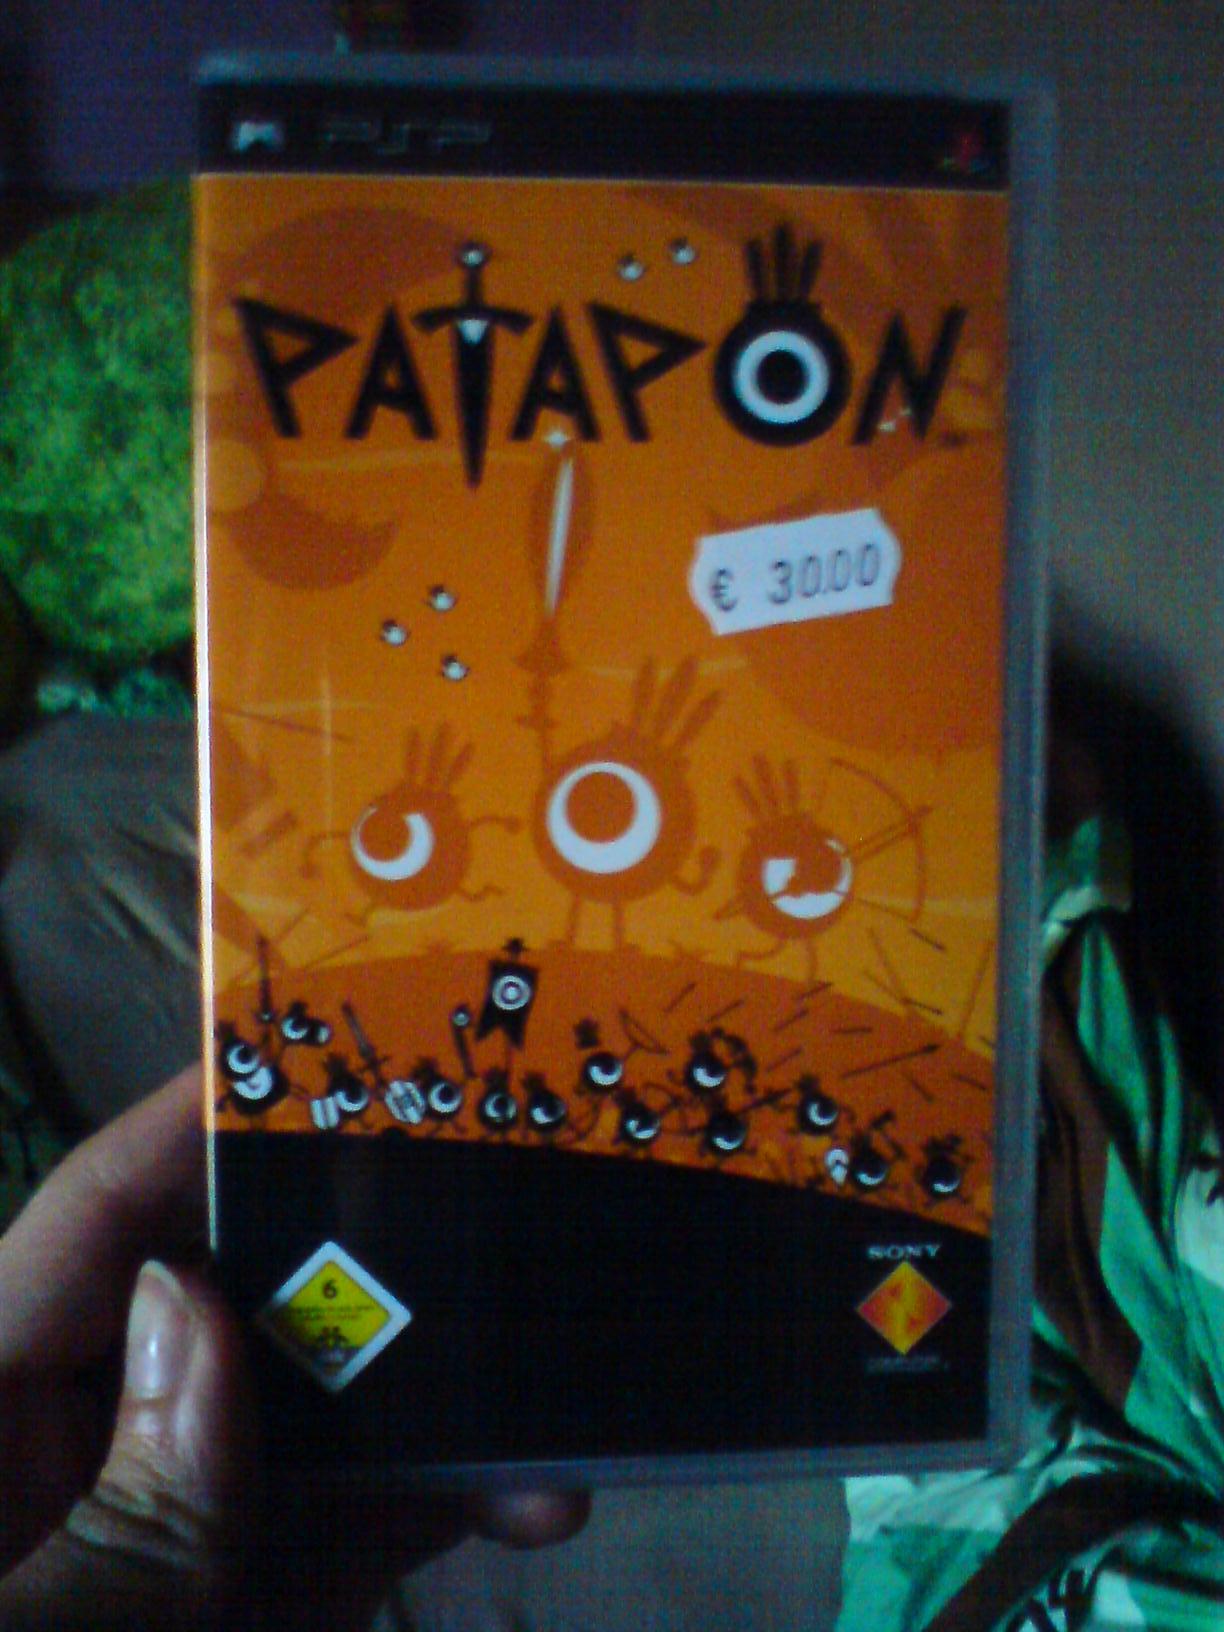 PSP
PATAPON
€ 30.00
6
SONY